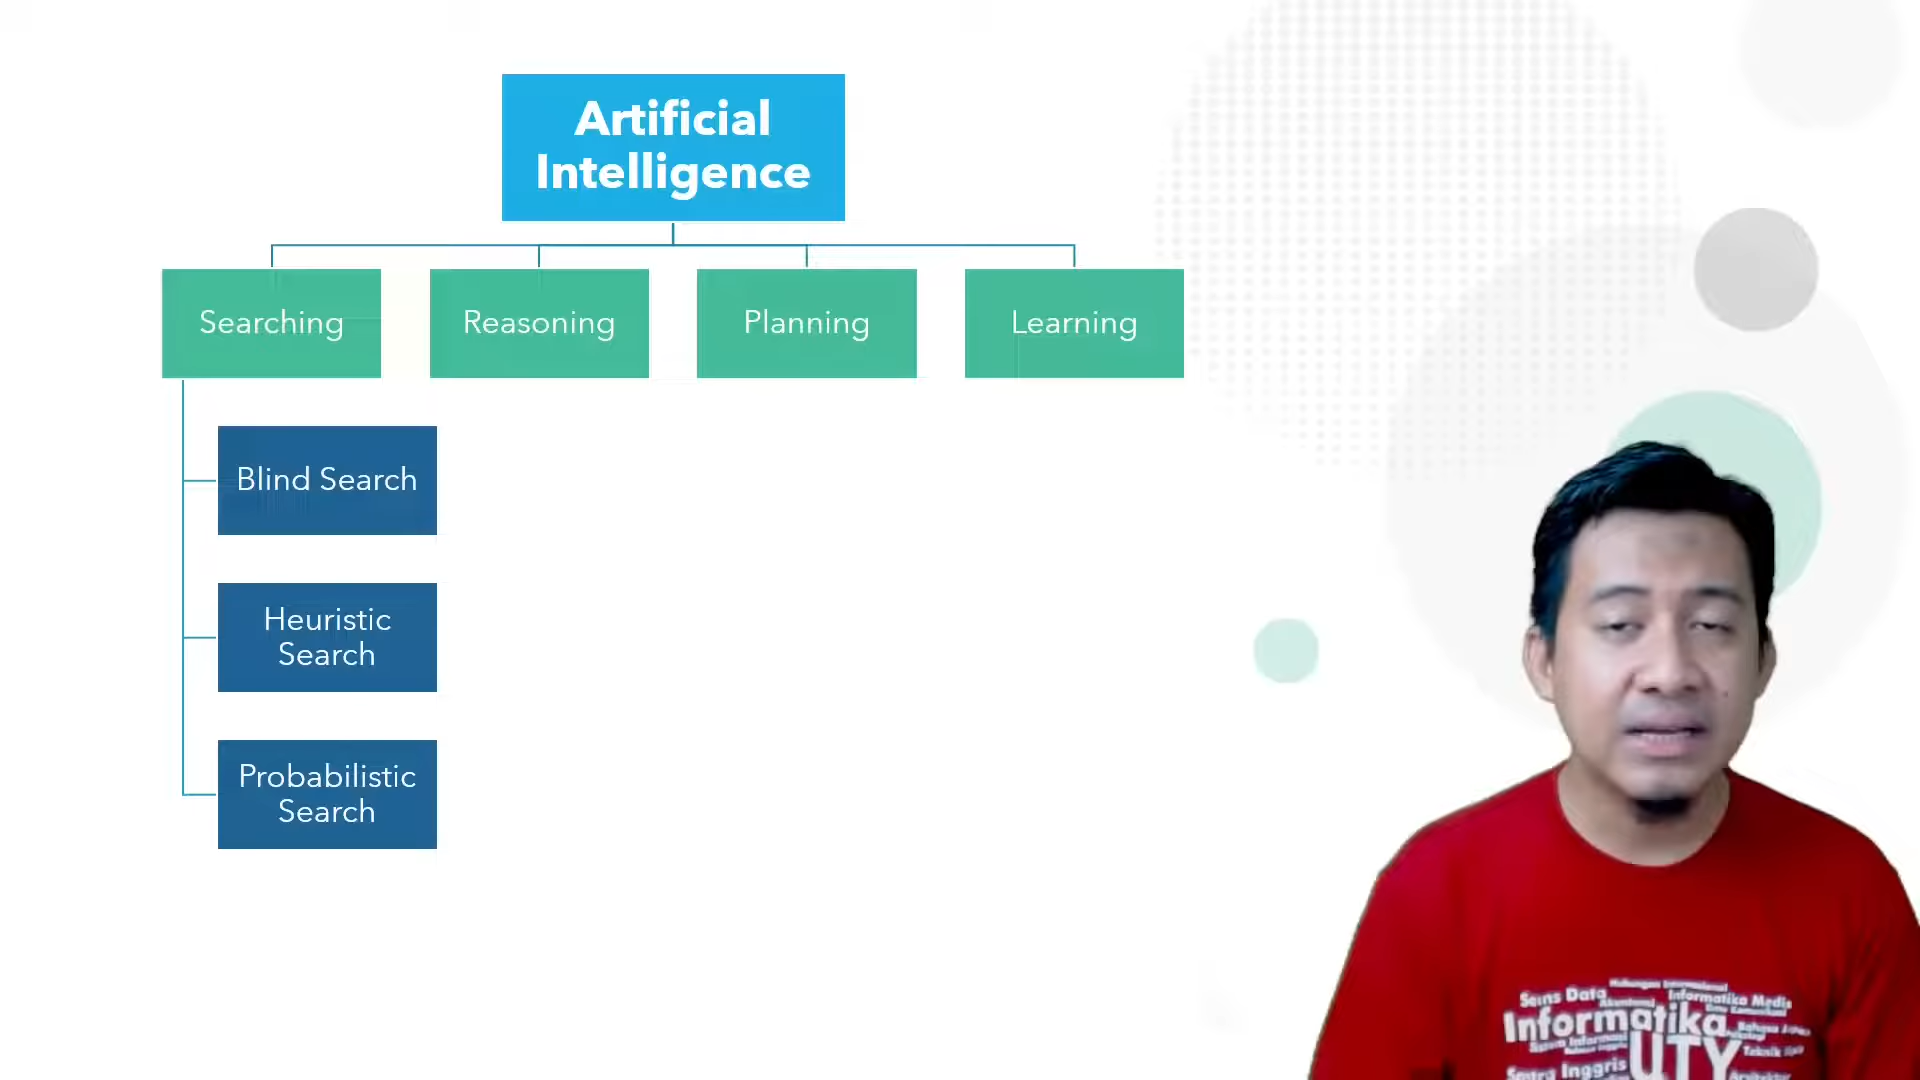 Artificial
Intelligence
Searching
Reasoning
Planning
Learning
Blind Search
Heuristic
Search
Probabilistic
Search
Sains Data
Informatika Medis
Informatika
UTY
Sastra Inggris